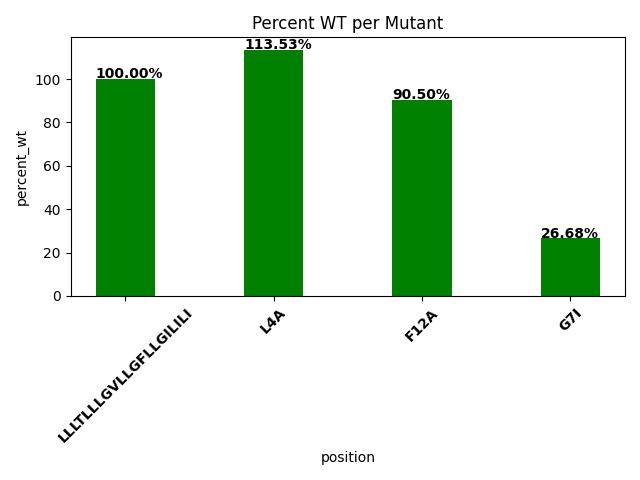 Percent WT per Mutant
percent_wt
100
80
60
40
20
0
100.00%
113.53%
90.50%
26.68%
LLLTLLLGVLLGFLLGILILI
L4A
F12A
G7I
position